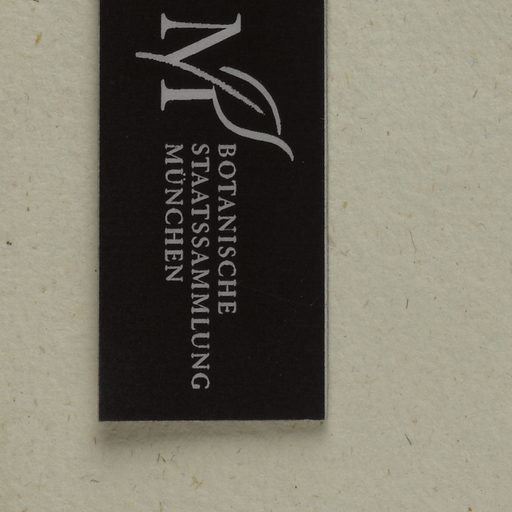 M
BOTANISCHE
STAATSSAMMLUNG
MÜNCHEN